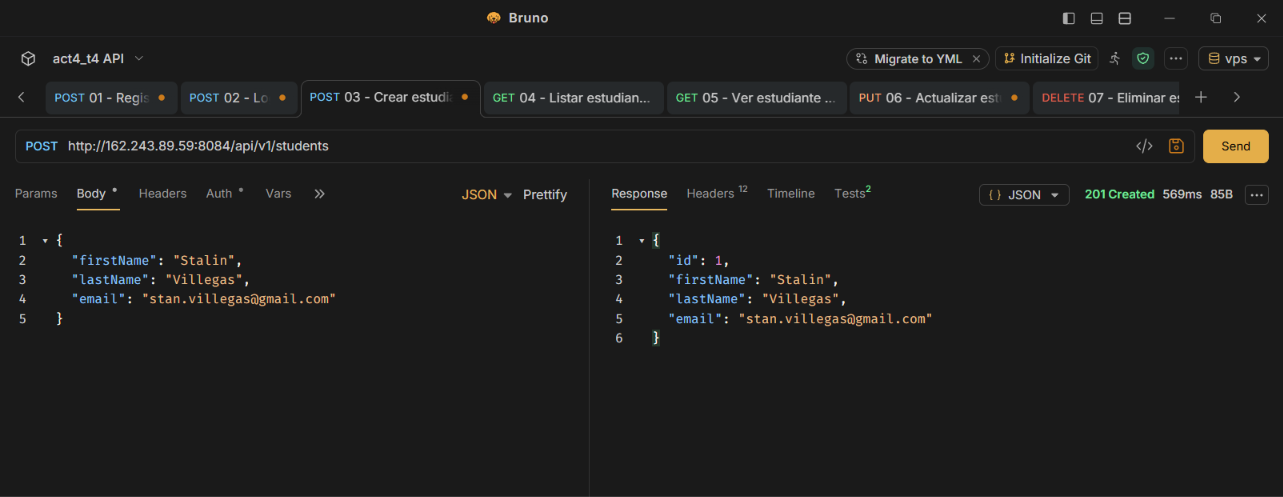 Bruno
act4_t4 API
Migrate to YML
Initialize Git
vps
POST 01 - Regis
POST 02 - Lo
POST 03 - Crear estudi
GET 04 - Listar estudian...
GET 05 - Ver estudiante ...
PUT 06 - Actualizar est
DELETE 07 - Eliminar es
POST http://162.243.89.59:8084/api/v1/students
Send
Params Body Headers Auth Vars
JSON Prettify
Response Headers 12 Timeline Tests 2
{ } JSON
201 Created 569ms 85B
1 {
2 "firstName": "Stalin",
3 "lastName": "Villegas",
4 "email": "stan.villegas@gmail.com"
5 }
1 {
2 "id": 1,
3 "firstName": "Stalin",
4 "lastName": "Villegas",
5 "email": "stan.villegas@gmail.com"
6 }